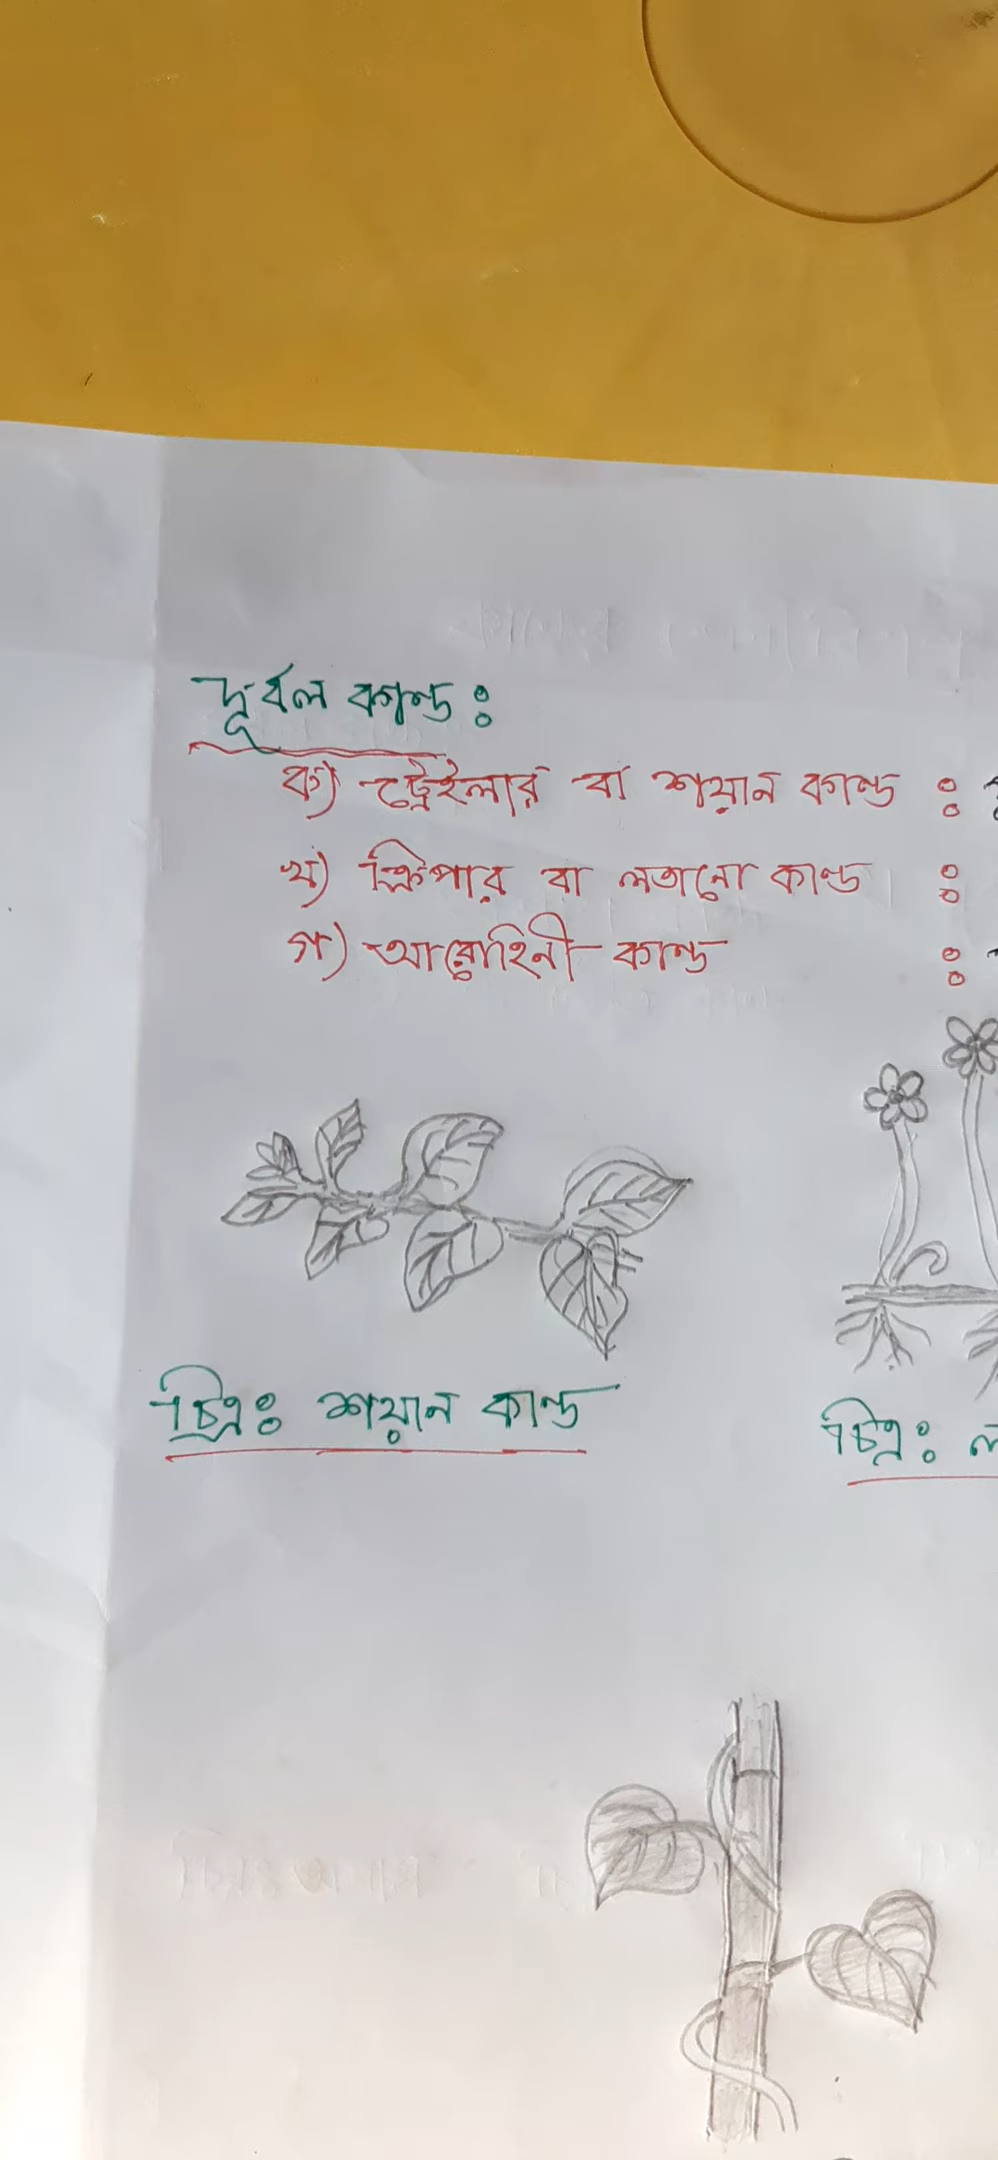 দূর্বল কান্ড ঃ
ক) ট্রেইলার বা শয়ান কান্ড ঃ
খ) ক্রিপার বা লতানো কান্ড ঃ
গ) আরোহিনী কান্ড ঃ
চিত্রঃ শয়ান কান্ড
চিত্রঃ